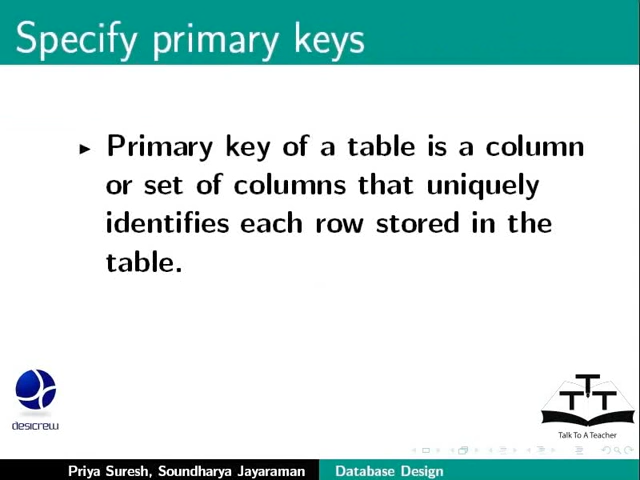 Specify primary keys
Primary key of a table is a column
or set of columns that uniquely
identifies each row stored in the
table.
desicrew
TTT
Talk To A Teacher
Priya Suresh, Soundharya Jayaraman
Database Design